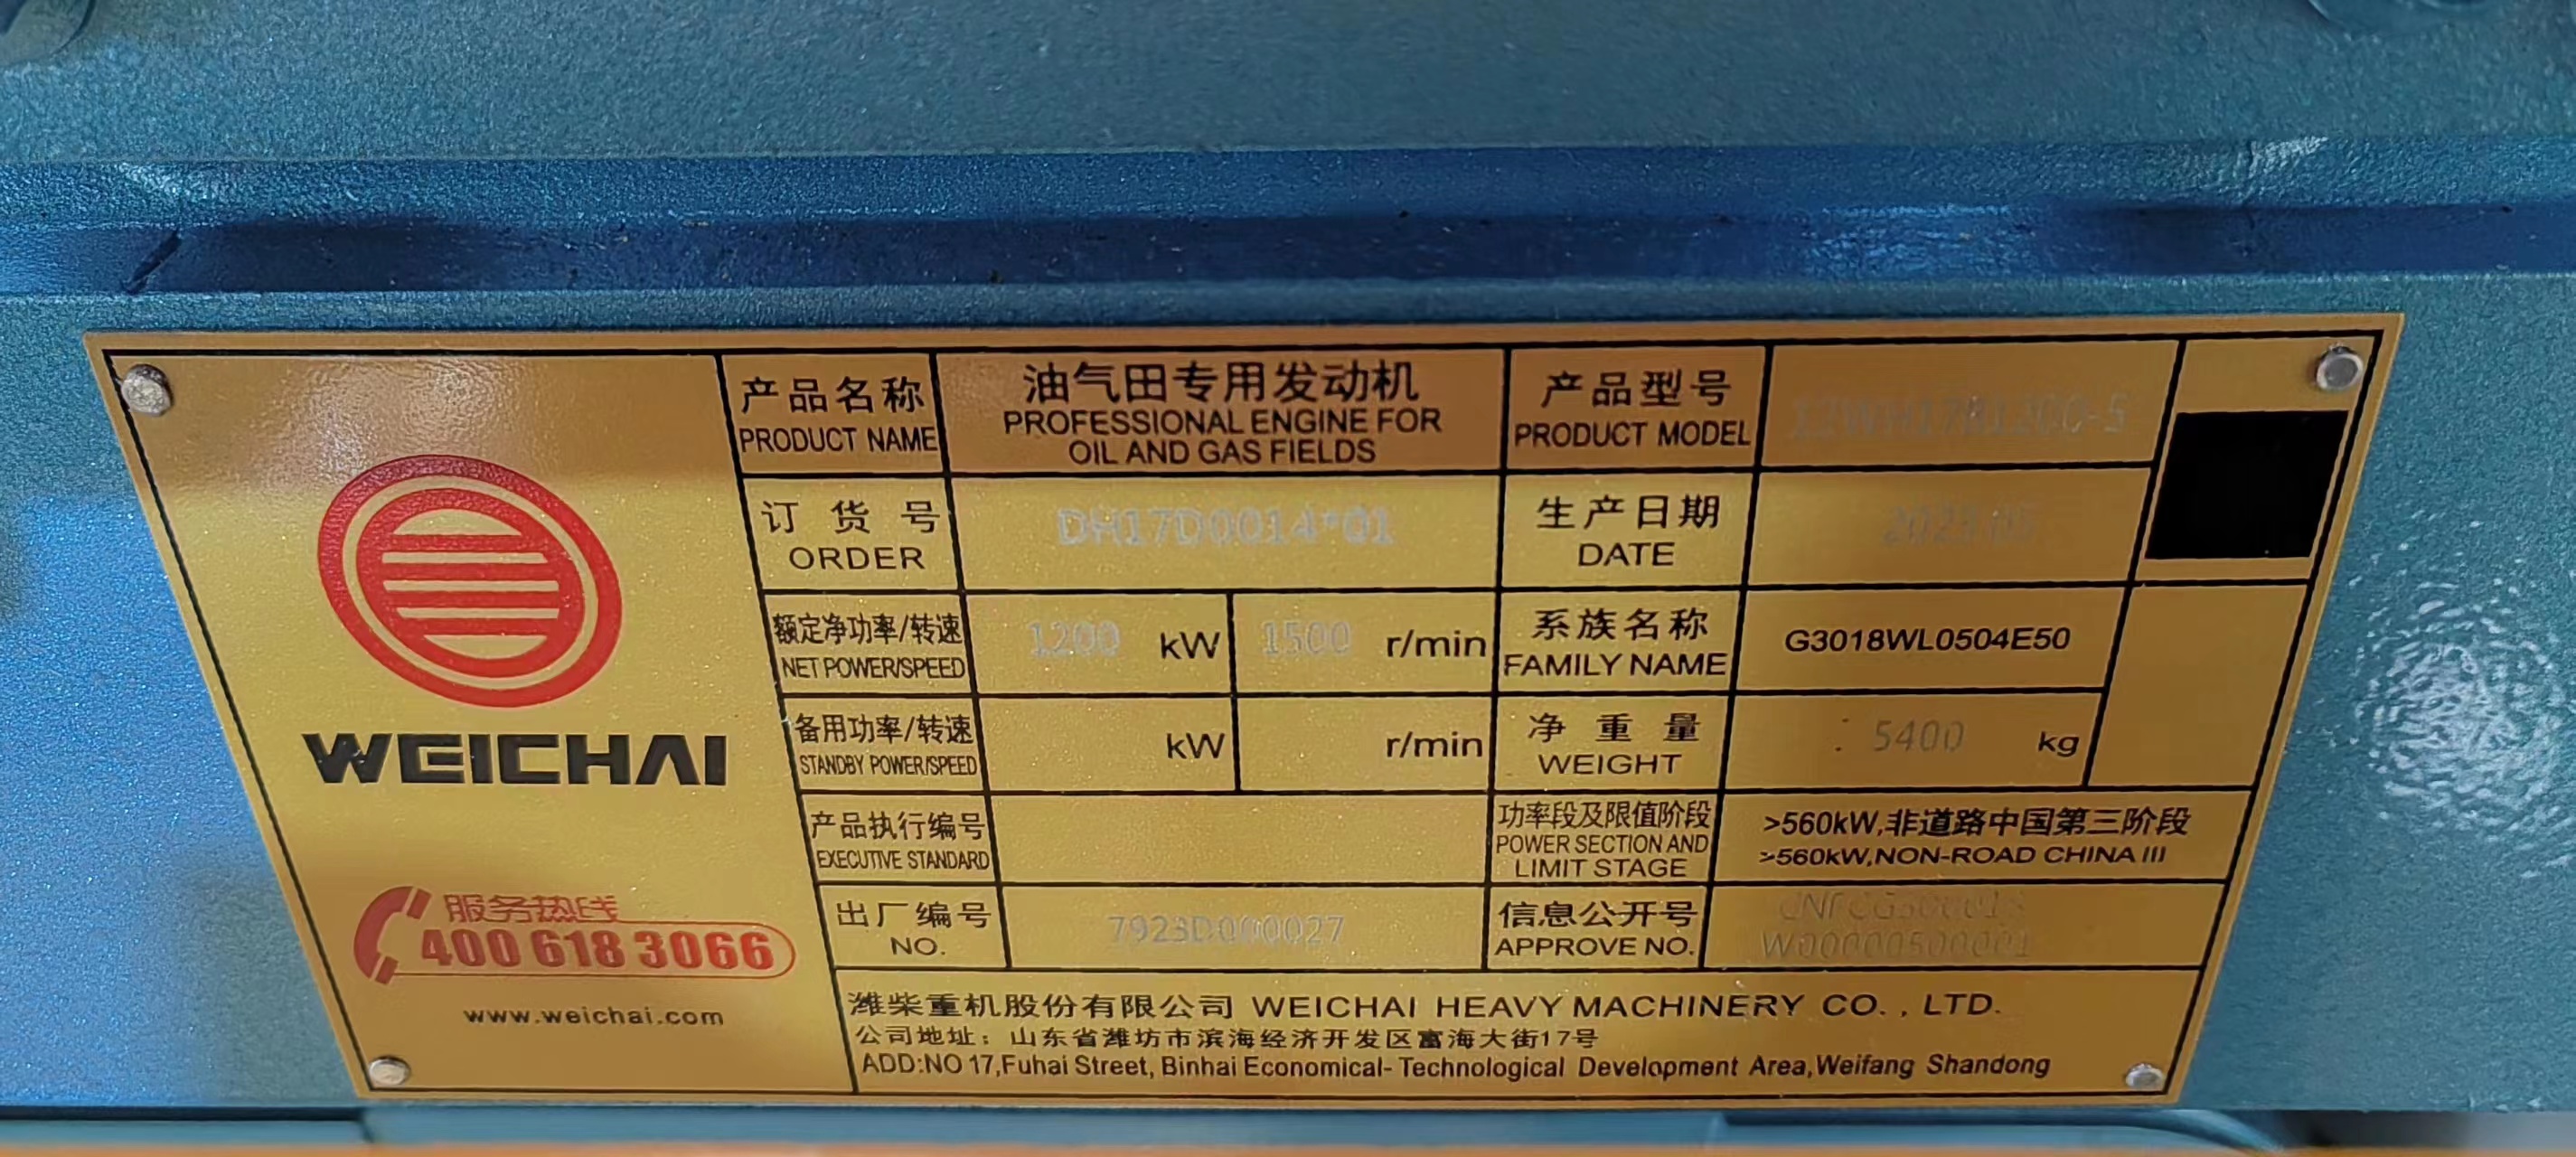 产品名称
PRODUCT NAME
油气田专用发动机
PROFESSIONAL ENGINE FOR
OIL AND GAS FIELDS
产品型号
PRODUCT MODEL
订货号
ORDER
DH17D0014*01
生产日期
DATE
额定净功率/转速
NET POWER/SPEED
1200 kW
1500 r/min
系族名称
FAMILY NAME
G3018WL0504E50
备用功率/转速
STANDBY POWER/SPEED
kW
r/min
净重量
WEIGHT
5400 kg
产品执行编号
EXECUTIVE STANDARD
功率段及限值阶段
POWER SECTION AND
LIMIT STAGE
>560kW,非道路中国第三阶段
>560kW,NON-ROAD CHINA III
出厂编号
NO.
7923D000027
信息公开号
APPROVE NO.
W00000500001
WEICHAI
服务热线
400 618 3066
www.weichai.com
潍柴重机股份有限公司 WEICHAI HEAVY MACHINERY CO. , LTD.
公司地址：山东省潍坊市滨海经济开发区富海大街17号
ADD:NO 17,Fuhai Street, Binhai Economical- Technological Development Area,Weifang Shandong